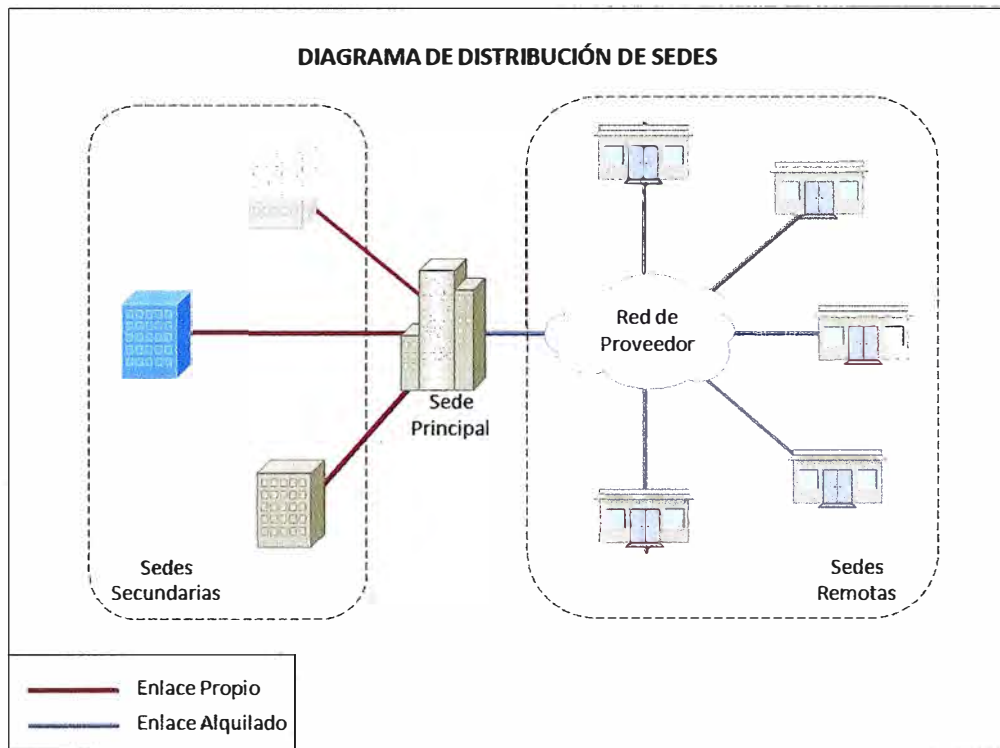 DIAGRAMA DE DISTRIBUCIÓN DE SEDES
Red de
Proveedor
Sede
Principal
Sedes
Secundarias
Sedes
Remotas
Enlace Propio
Enlace Alquilado